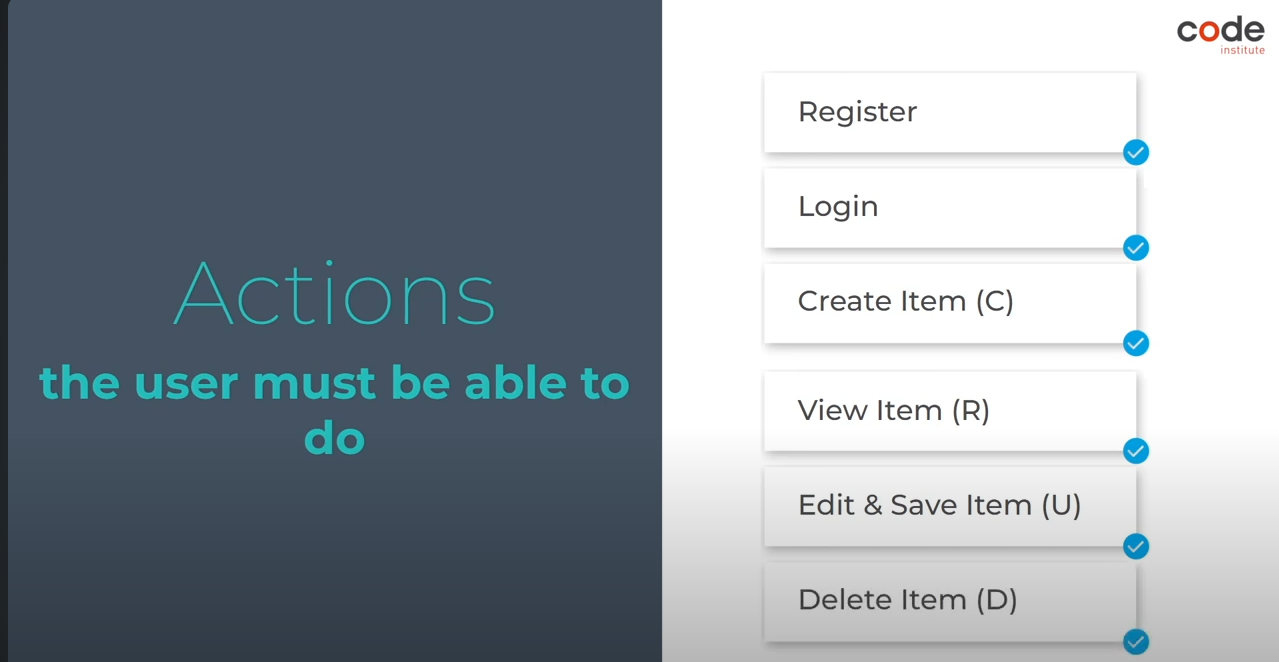 Actions
the user must be able to
do
code
institute
Register
Login
Create Item (C)
View Item (R)
Edit & Save Item (U)
Delete Item (D)